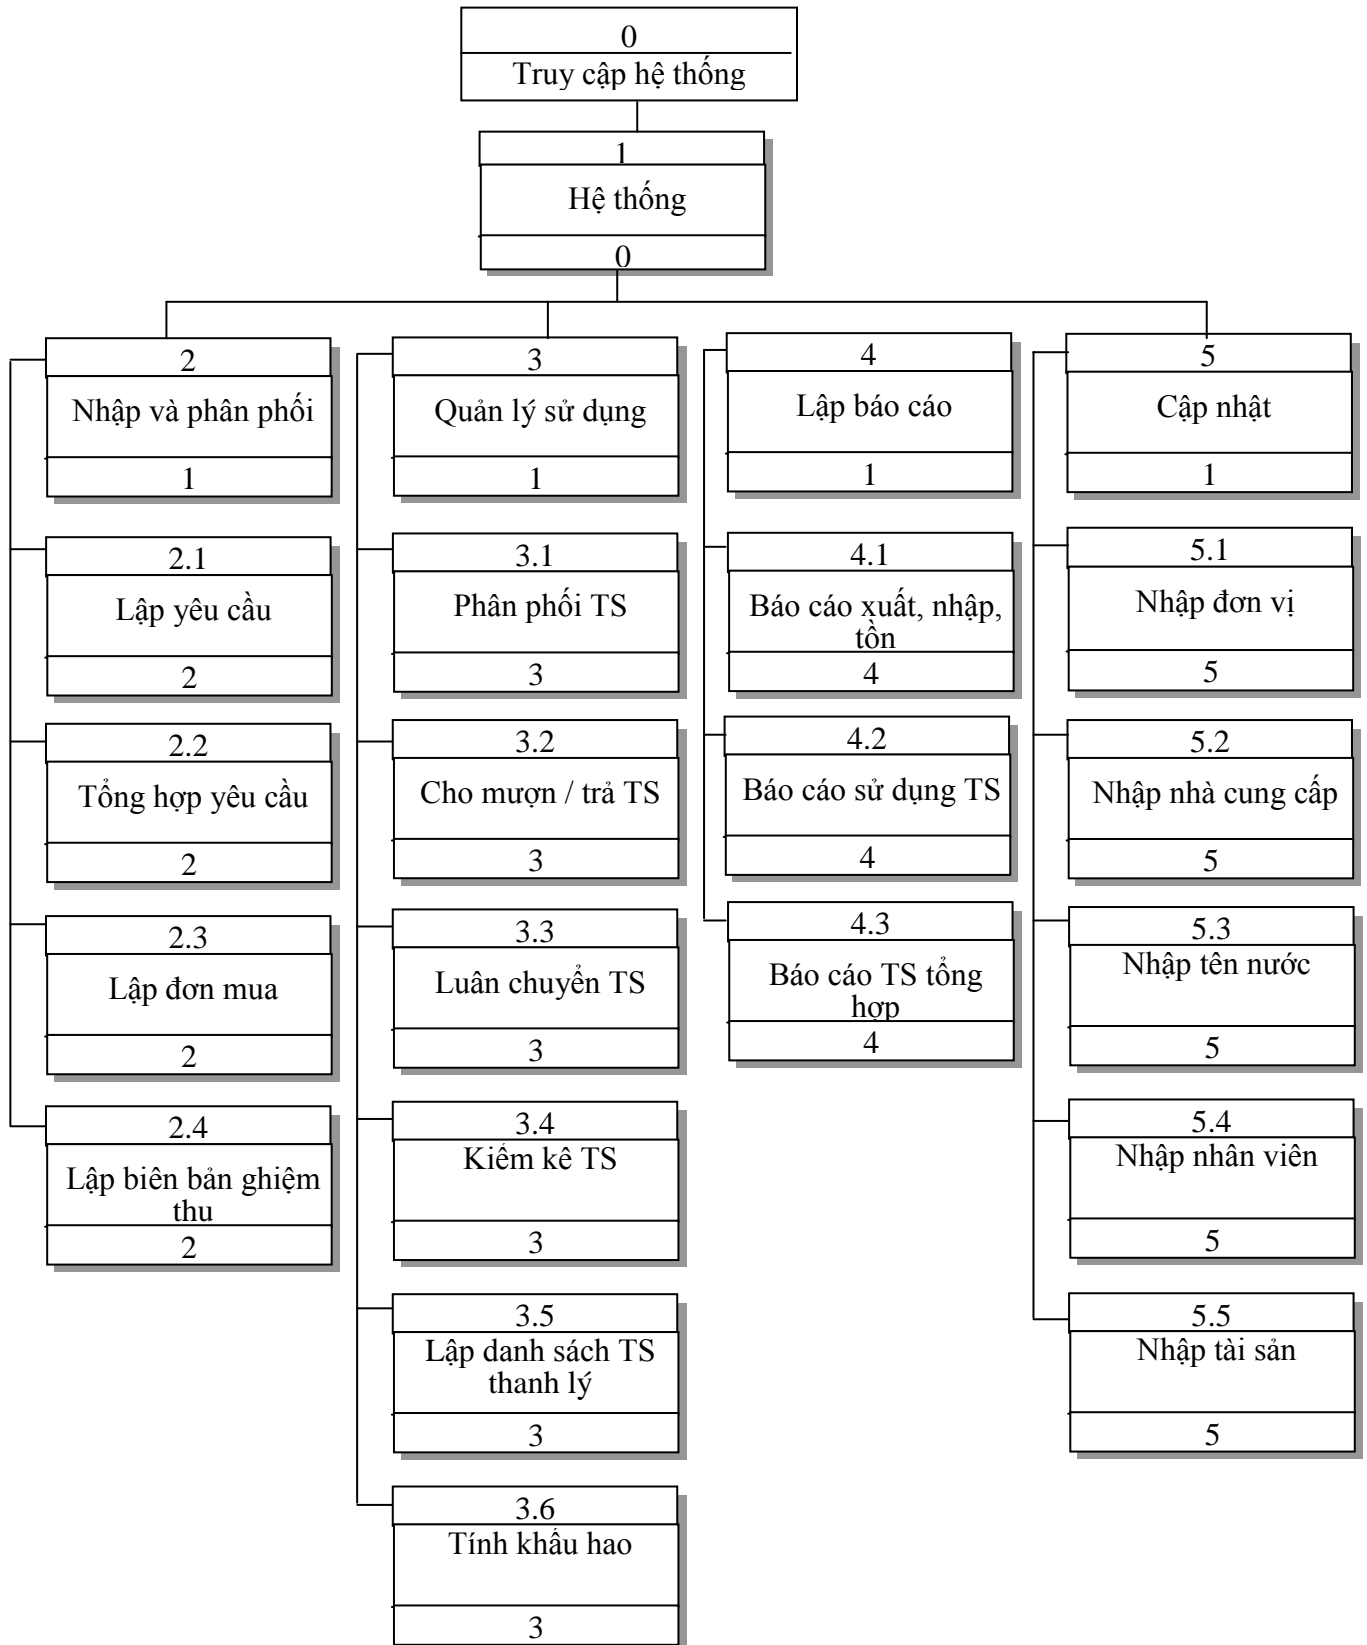 0
Truy cập hệ thống
1
Hệ thống
0
2
Nhập và phân phối
1
2.1
Lập yêu cầu
2
2.2
Tổng hợp yêu cầu
2
2.3
Lập đơn mua
2
2.4
Lập biên bản ghiệm
thu
2
3
Quản lý sử dụng
1
3.1
Phân phối TS
3
3.2
Cho mượn / trả TS
3
3.3
Luân chuyển TS
3
3.4
Kiểm kê TS
3
3.5
Lập danh sách TS
thanh lý
3
3.6
Tính khấu hao
3
4
Lập báo cáo
1
4.1
Báo cáo xuất, nhập,
tồn
4
4.2
Báo cáo sử dụng TS
4
4.3
Báo cáo TS tổng
hợp
4
5
Cập nhật
1
5.1
Nhập đơn vị
5
5.2
Nhập nhà cung cấp
5
5.3
Nhập tên nước
5
5.4
Nhập nhân viên
5
5.5
Nhập tài sản
5